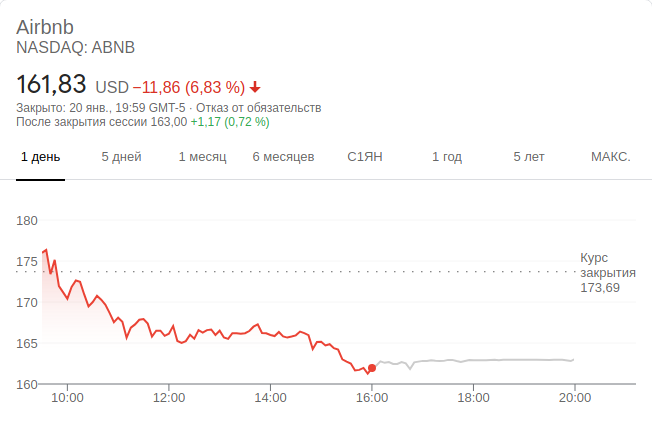 Airbnb
NASDAQ: ABNB
161,83 USD −11,86 (6,83 %)
Закрыто: 20 янв., 19:59 GMT-5 · Отказ от обязательств
После закрытия сессии 163,00 +1,17 (0,72 %)
1 день 5 дней 1 месяц 6 месяцев С1ЯН 1 год 5 лет МАКС.
180
175
170
165
160
Курс
закрытия
173,69
10:00 12:00 14:00 16:00 18:00 20:00